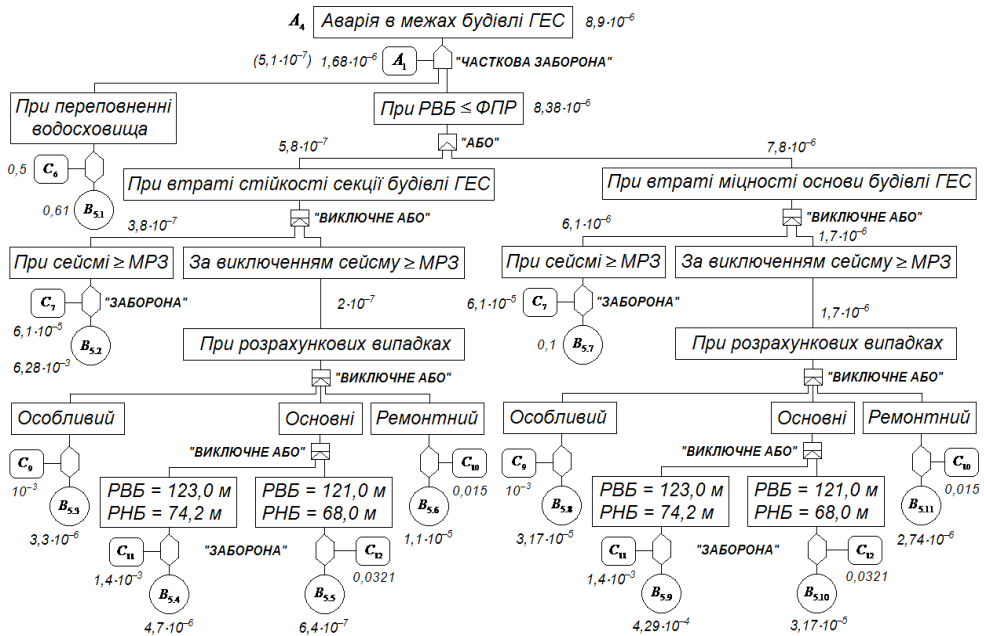 A₄ Аварія в межах будівлі ГЕС 8,9·10⁻⁶
(5,1·10⁻⁷) 1,68·10⁻⁶ A₁ "ЧАСТКОВА ЗАБОРОНА"
При переповненні
водосховища
При РВБ ≤ ФПР 8,38·10⁻⁶
"АБО"
5,8·10⁻⁷ 7,8·10⁻⁶
0,5 C₆
0,61 B₅.₁
При втраті стійкості секції будівлі ГЕС
При втраті міцності основи будівлі ГЕС
"ВИКЛЮЧНЕ АБО" "ВИКЛЮЧНЕ АБО"
3,8·10⁻⁷ 6,1·10⁻⁶ 1,7·10⁻⁶
При сейсмі ≥ МРЗ За виключенням сейсму ≥ МРЗ При сейсмі ≥ МРЗ За виключенням сейсму ≥ МРЗ
C₇ "ЗАБОРОНА" 2·10⁻⁷ 6,1·10⁻⁵ C₇ "ЗАБОРОНА" 1,7·10⁻⁶
6,1·10⁻⁵
B₅.₂ 0,1 B₅.₇
6,28·10⁻³
При розрахункових випадках При розрахункових випадках
"ВИКЛЮЧНЕ АБО" "ВИКЛЮЧНЕ АБО"
Особливий Основні Ремонтний Особливий Основні Ремонтний
"ВИКЛЮЧНЕ АБО" "ВИКЛЮЧНЕ АБО"
C₉ C₁₀ C₉ C₁₀
10⁻³ 0,015 10⁻³ 0,015
B₅.₃ РВБ = 123,0 м РВБ = 121,0 м B₅.₆ B₅.₈ РВБ = 123,0 м РВБ = 121,0 м B₅.₁₁
РНБ = 74,2 м РНБ = 68,0 м РНБ = 74,2 м РНБ = 68,0 м
3,3·10⁻⁶ 1,1·10⁻⁵ 3,17·10⁻⁵ 2,74·10⁻⁶
C₁₁ "ЗАБОРОНА" C₁₂ C₁₁ "ЗАБОРОНА" C₁₂
1,4·10⁻³ 0,0321 1,4·10⁻³ 0,0321
B₅.₄ B₅.₅ B₅.₉ B₅.₁₀
4,7·10⁻⁶ 6,4·10⁻⁷ 4,29·10⁻⁴ 3,17·10⁻⁵